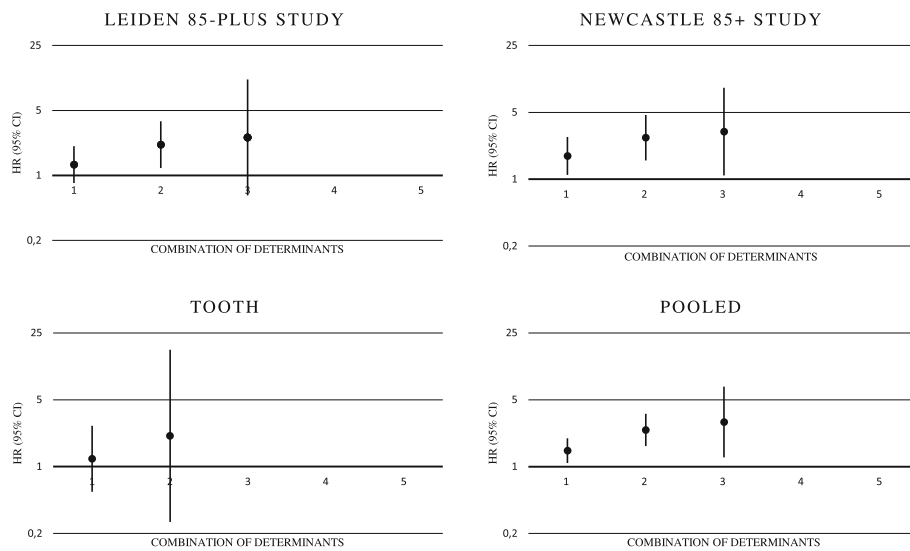 LEIDEN 85-PLUS STUDY
25
5
1
0,2
HR (95% CI)
1 2 3 4 5
COMBINATION OF DETERMINANTS
NEWCASTLE 85+ STUDY
25
5
1
0,2
HR (95% CI)
1 2 3 4 5
COMBINATION OF DETERMINANTS
TOOTH
25
5
1
0,2
HR (95% CI)
1 2 3 4 5
COMBINATION OF DETERMINANTS
POOLED
25
5
1
0,2
HR (95% CI)
1 2 3 4 5
COMBINATION OF DETERMINANTS